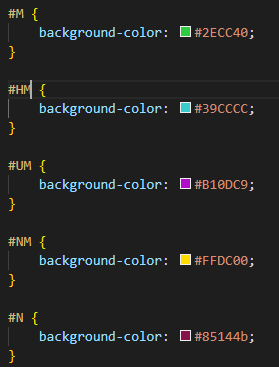 #M {
background-color: #2ECC40;
}
#HM {
background-color: #39CCCC;
}
#UM {
background-color: #B10DC9;
}
#NM {
background-color: #FFDC00;
}
#N {
background-color: #85144b;
}